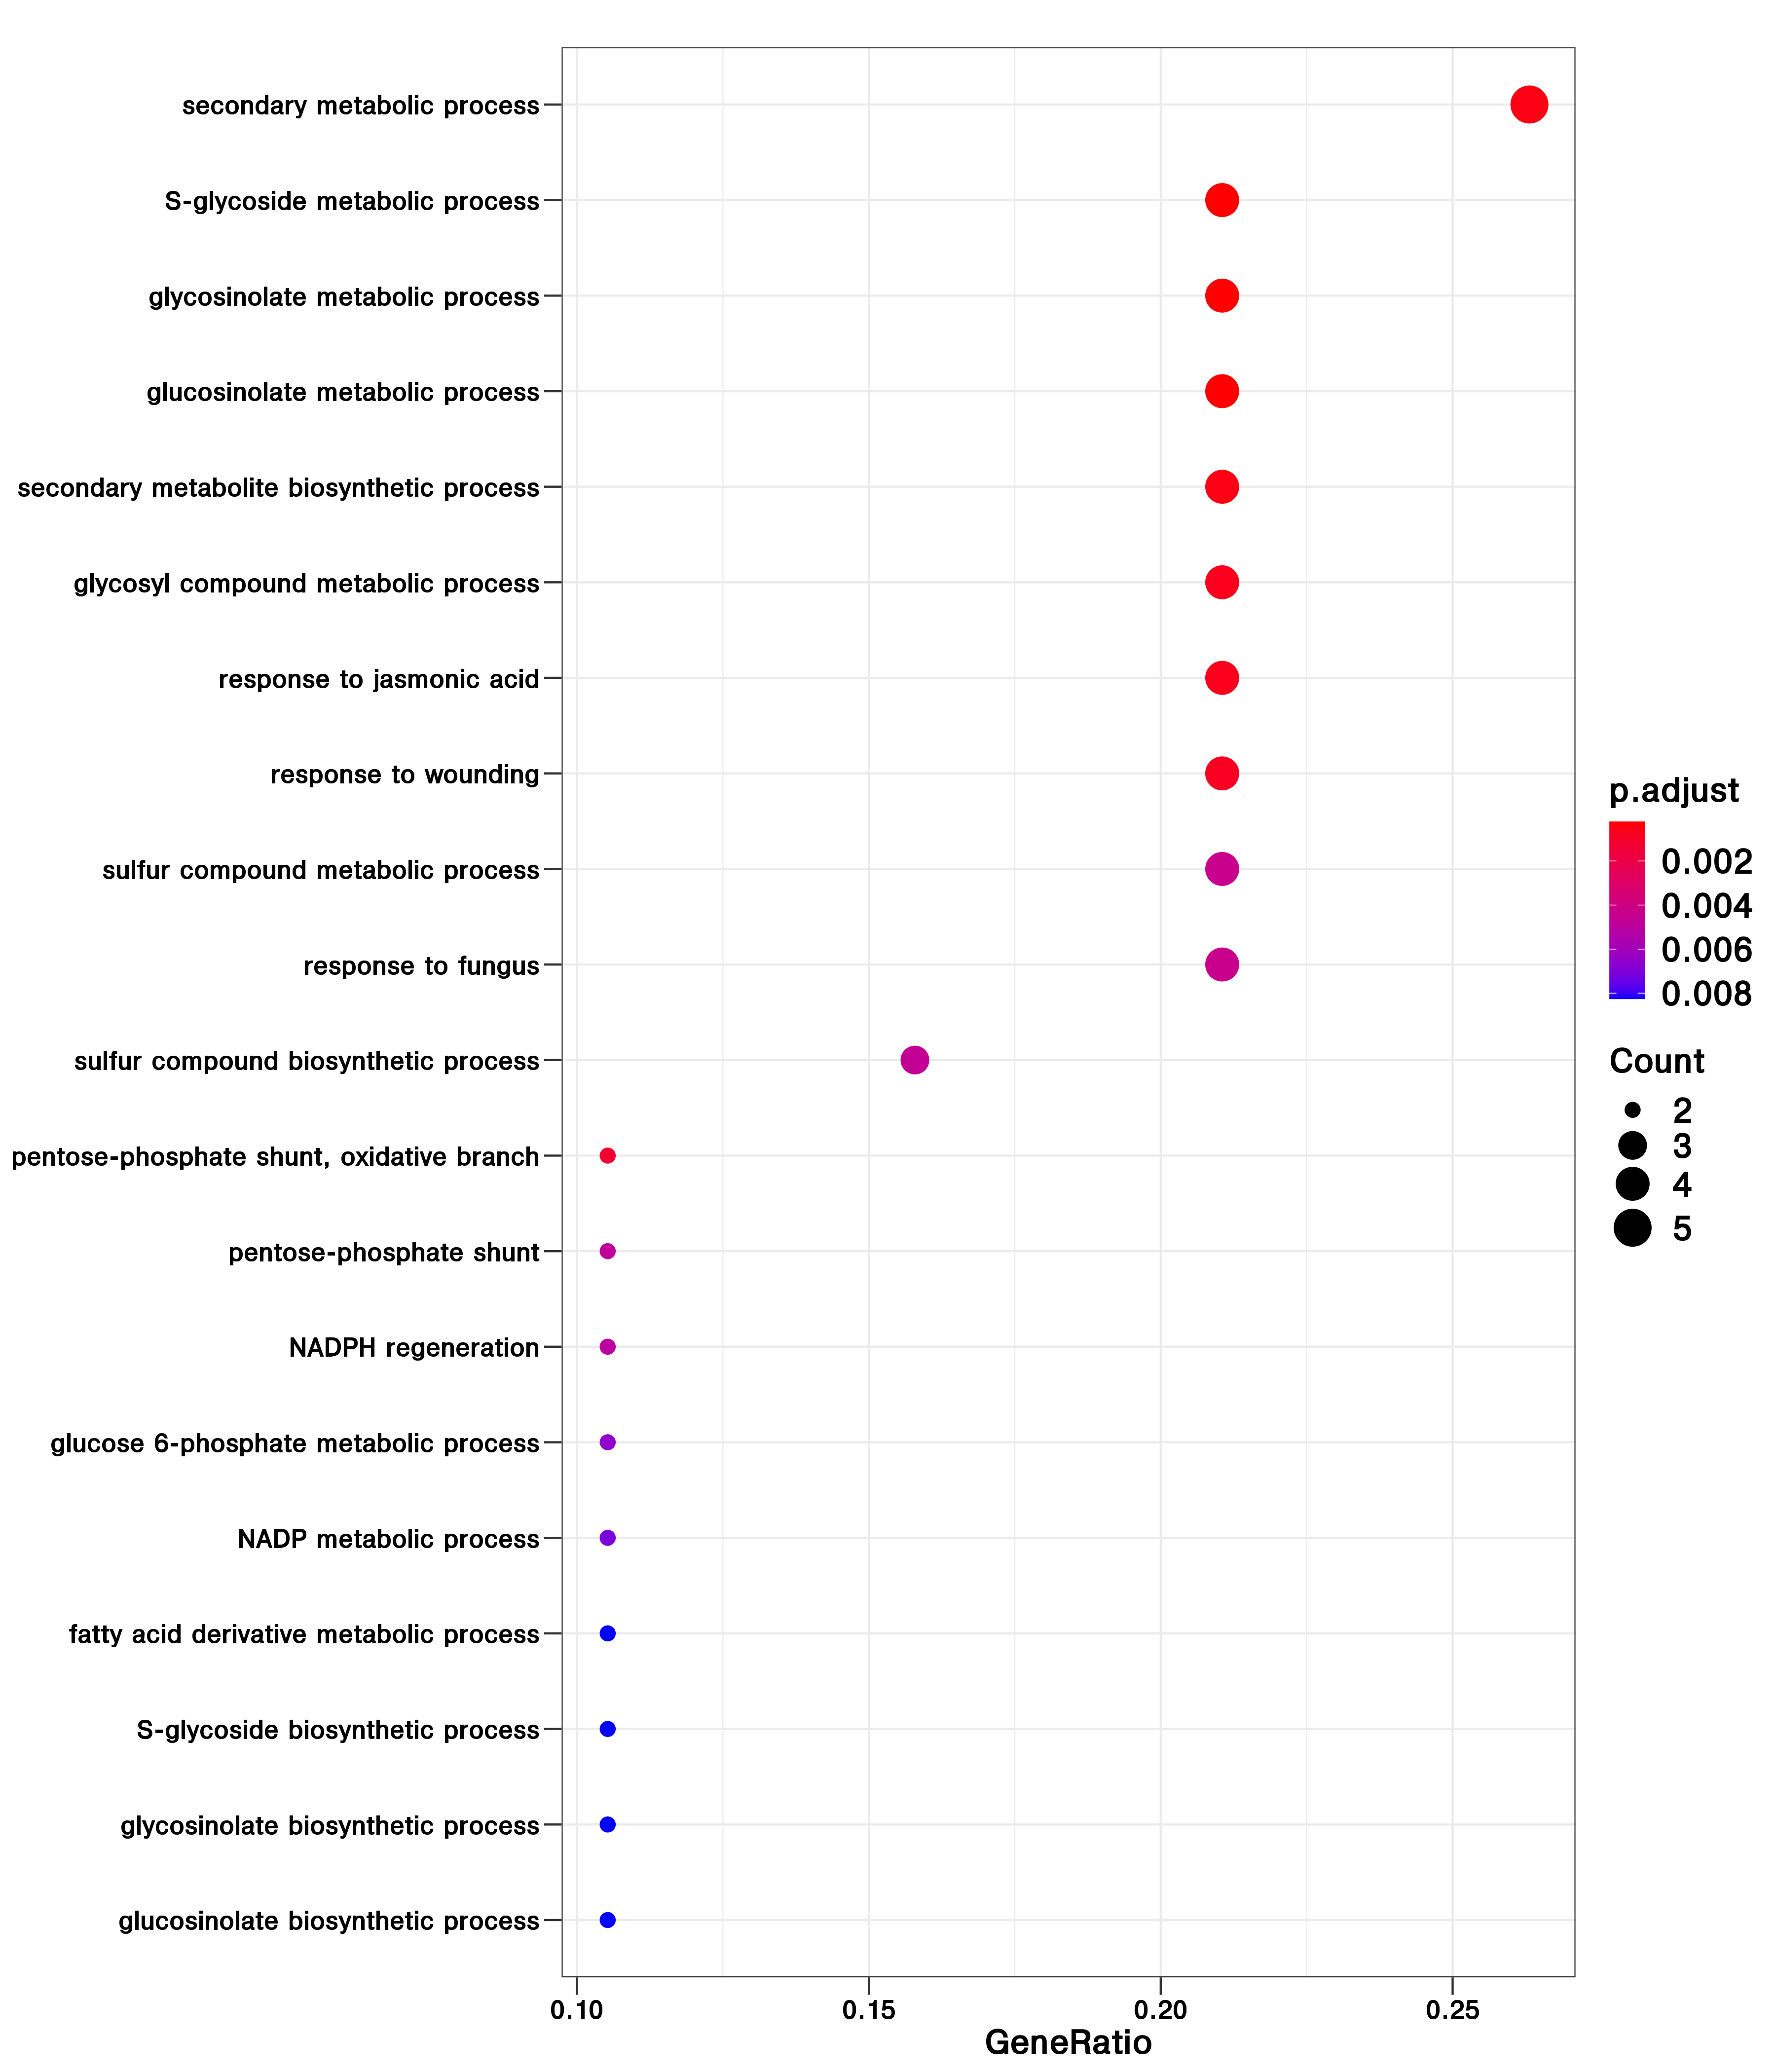 secondary metabolic process
S-glycoside metabolic process
glycosinolate metabolic process
glucosinolate metabolic process
secondary metabolite biosynthetic process
glycosyl compound metabolic process
response to jasmonic acid
response to wounding
sulfur compound metabolic process
response to fungus
sulfur compound biosynthetic process
pentose-phosphate shunt, oxidative branch
pentose-phosphate shunt
NADPH regeneration
glucose 6-phosphate metabolic process
NADP metabolic process
fatty acid derivative metabolic process
S-glycoside biosynthetic process
glycosinolate biosynthetic process
glucosinolate biosynthetic process
0.10 0.15 0.20 0.25
GeneRatio
p.adjust
0.002
0.004
0.006
0.008
Count
2
3
4
5